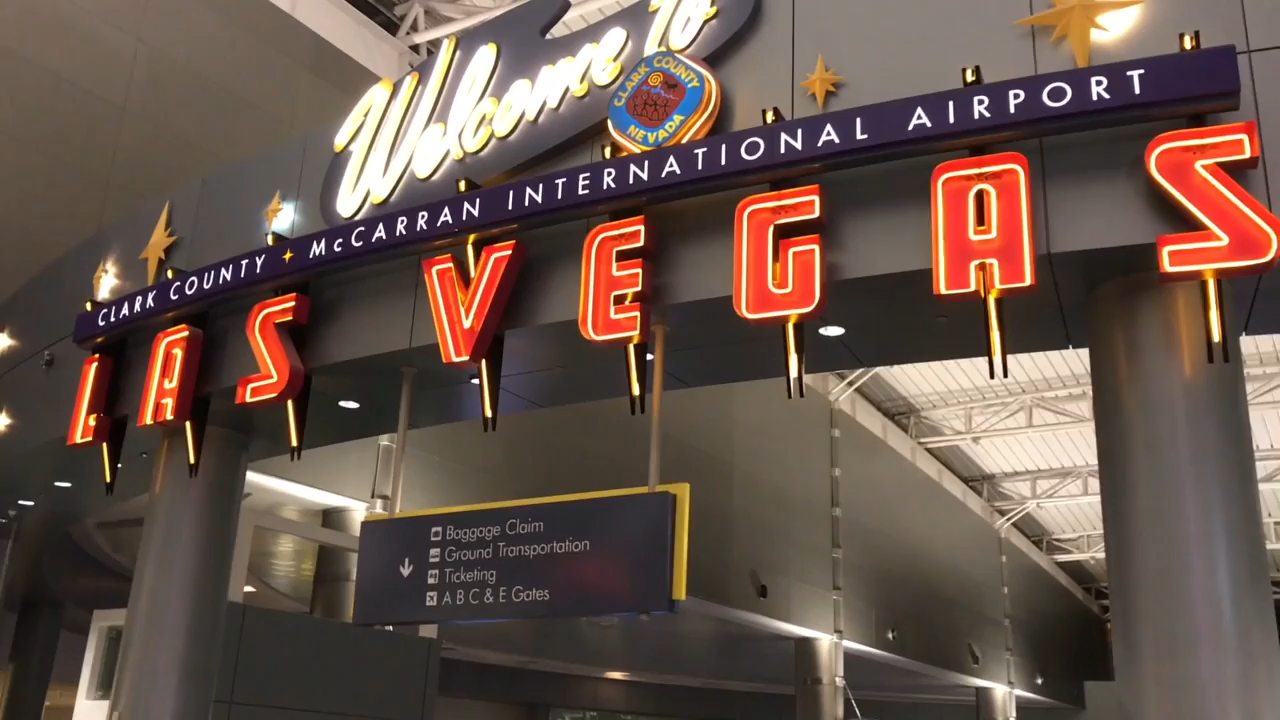 Welcome to
CLARK COUNTY
NEVADA
CLARK COUNTY McCARRAN INTERNATIONAL AIRPORT
LAS VEGAS
Baggage Claim
Ground Transportation
Ticketing
A B C & E Gates